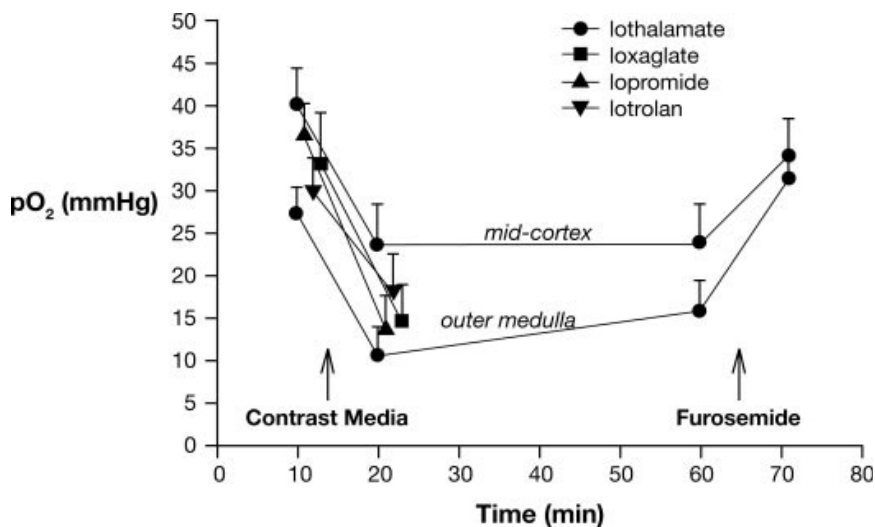 50
45
40
35
30
25
20
15
10
5
0
pO₂ (mmHg)
lothalamate
loxaglate
lopromide
lotrolan
mid-cortex
outer medulla
Contrast Media
Furosemide
0 10 20 30 40 50 60 70 80
Time (min)